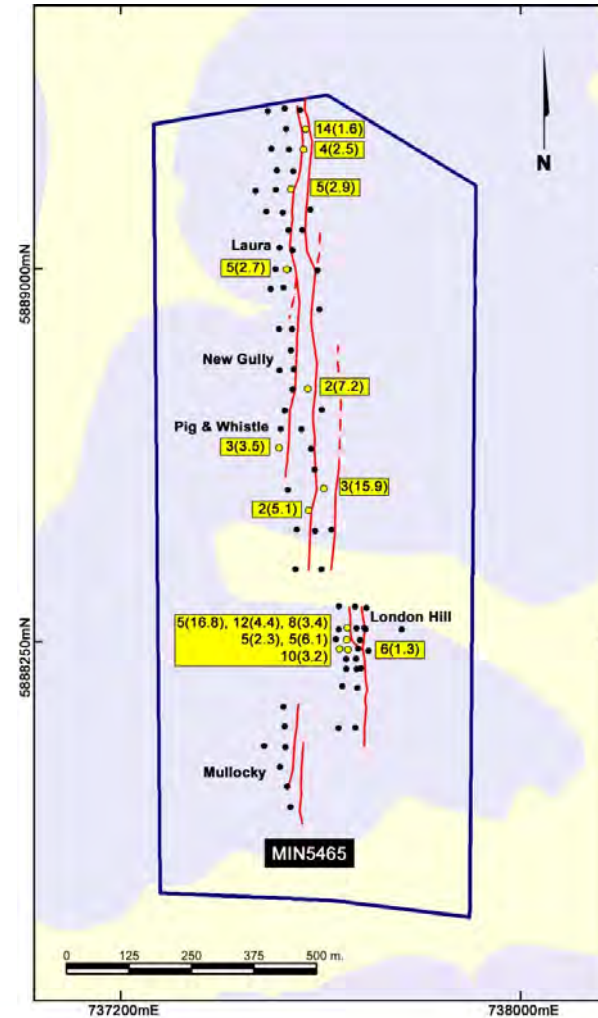 14(1.6)
4(2.5)
N
5(2.9)
Laura
5(2.7)
5889000mN
New Gully
2(7.2)
Pig & Whistle
3(3.5)
3(15.9)
2(5.1)
London Hill
5(16.8), 12(4.4), 8(3.4)
5(2.3), 5(6.1)
10(3.2)
6(1.3)
5888250mN
Mullocky
MIN5465
0 125 250 375 500 m.
737200mE 738000mE